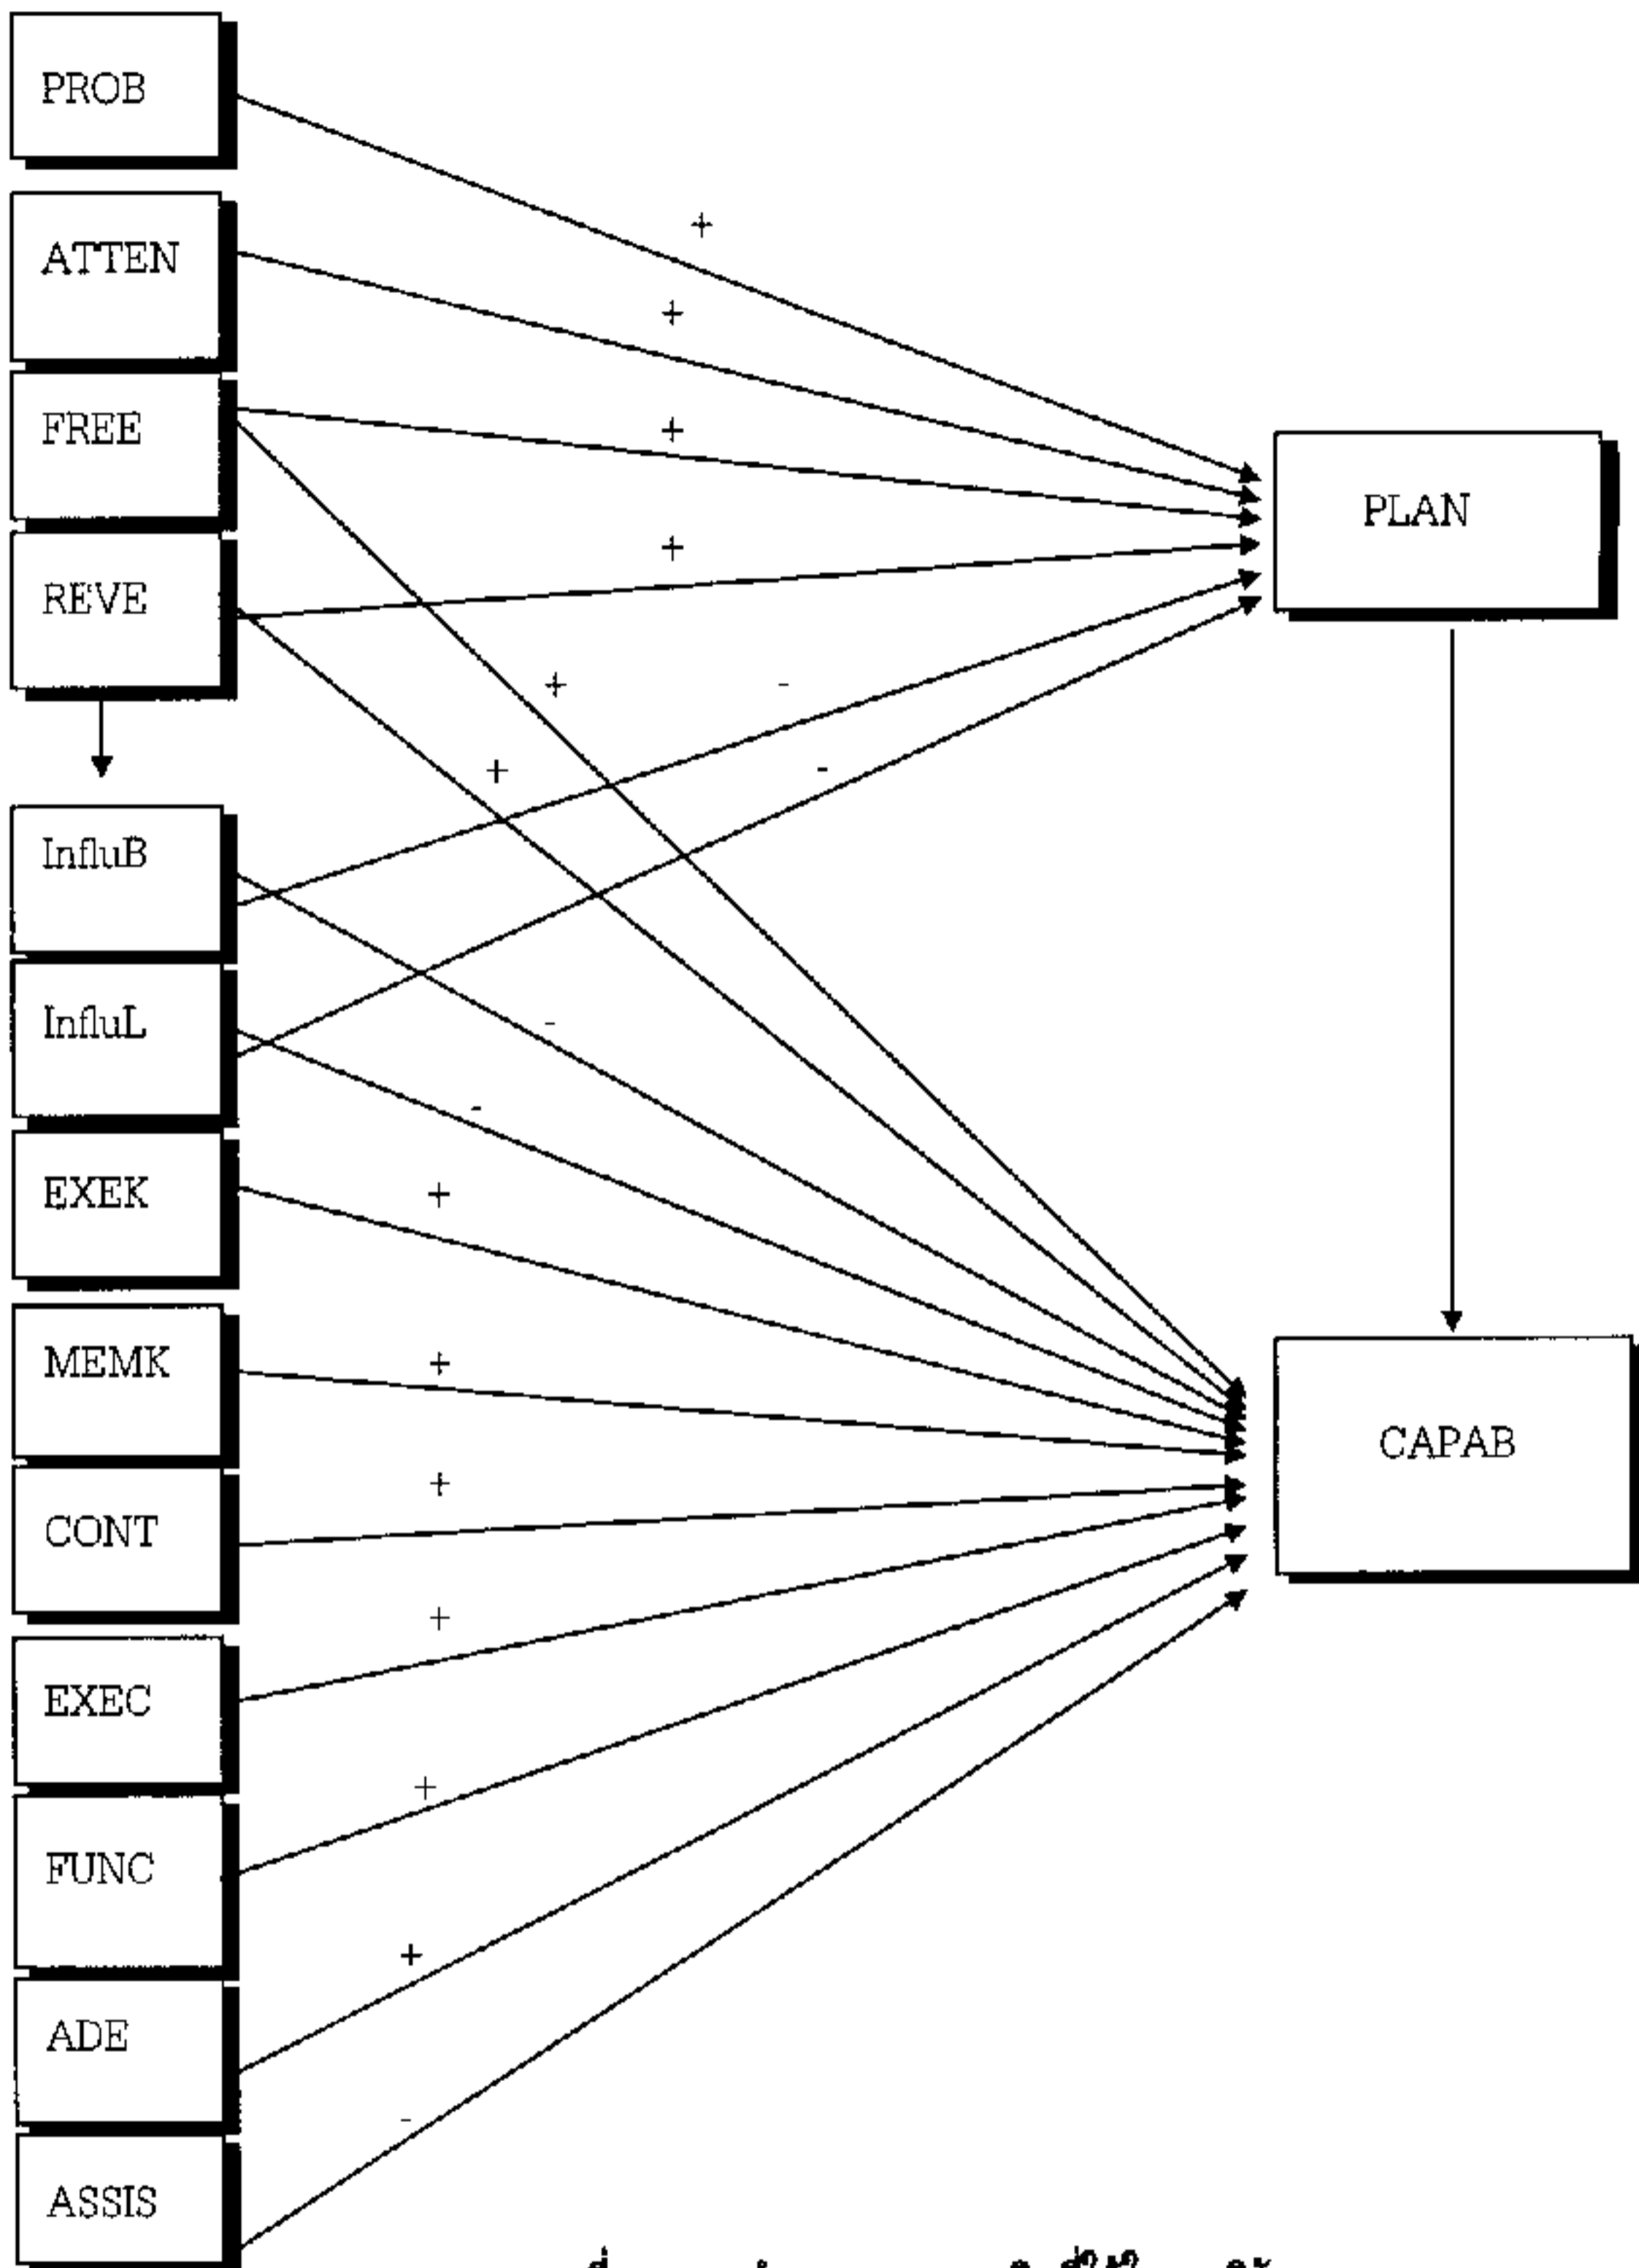 PROB
+
ATTEN
+
FREE
+
PLAN
+
REVE
+ -
+ -
InfluB
InfluL
-
-
EXEK
+
MEMK
+
CAPAB
+
CONT
+
EXEC
+
FUNC
+
ADE
-
ASSIS